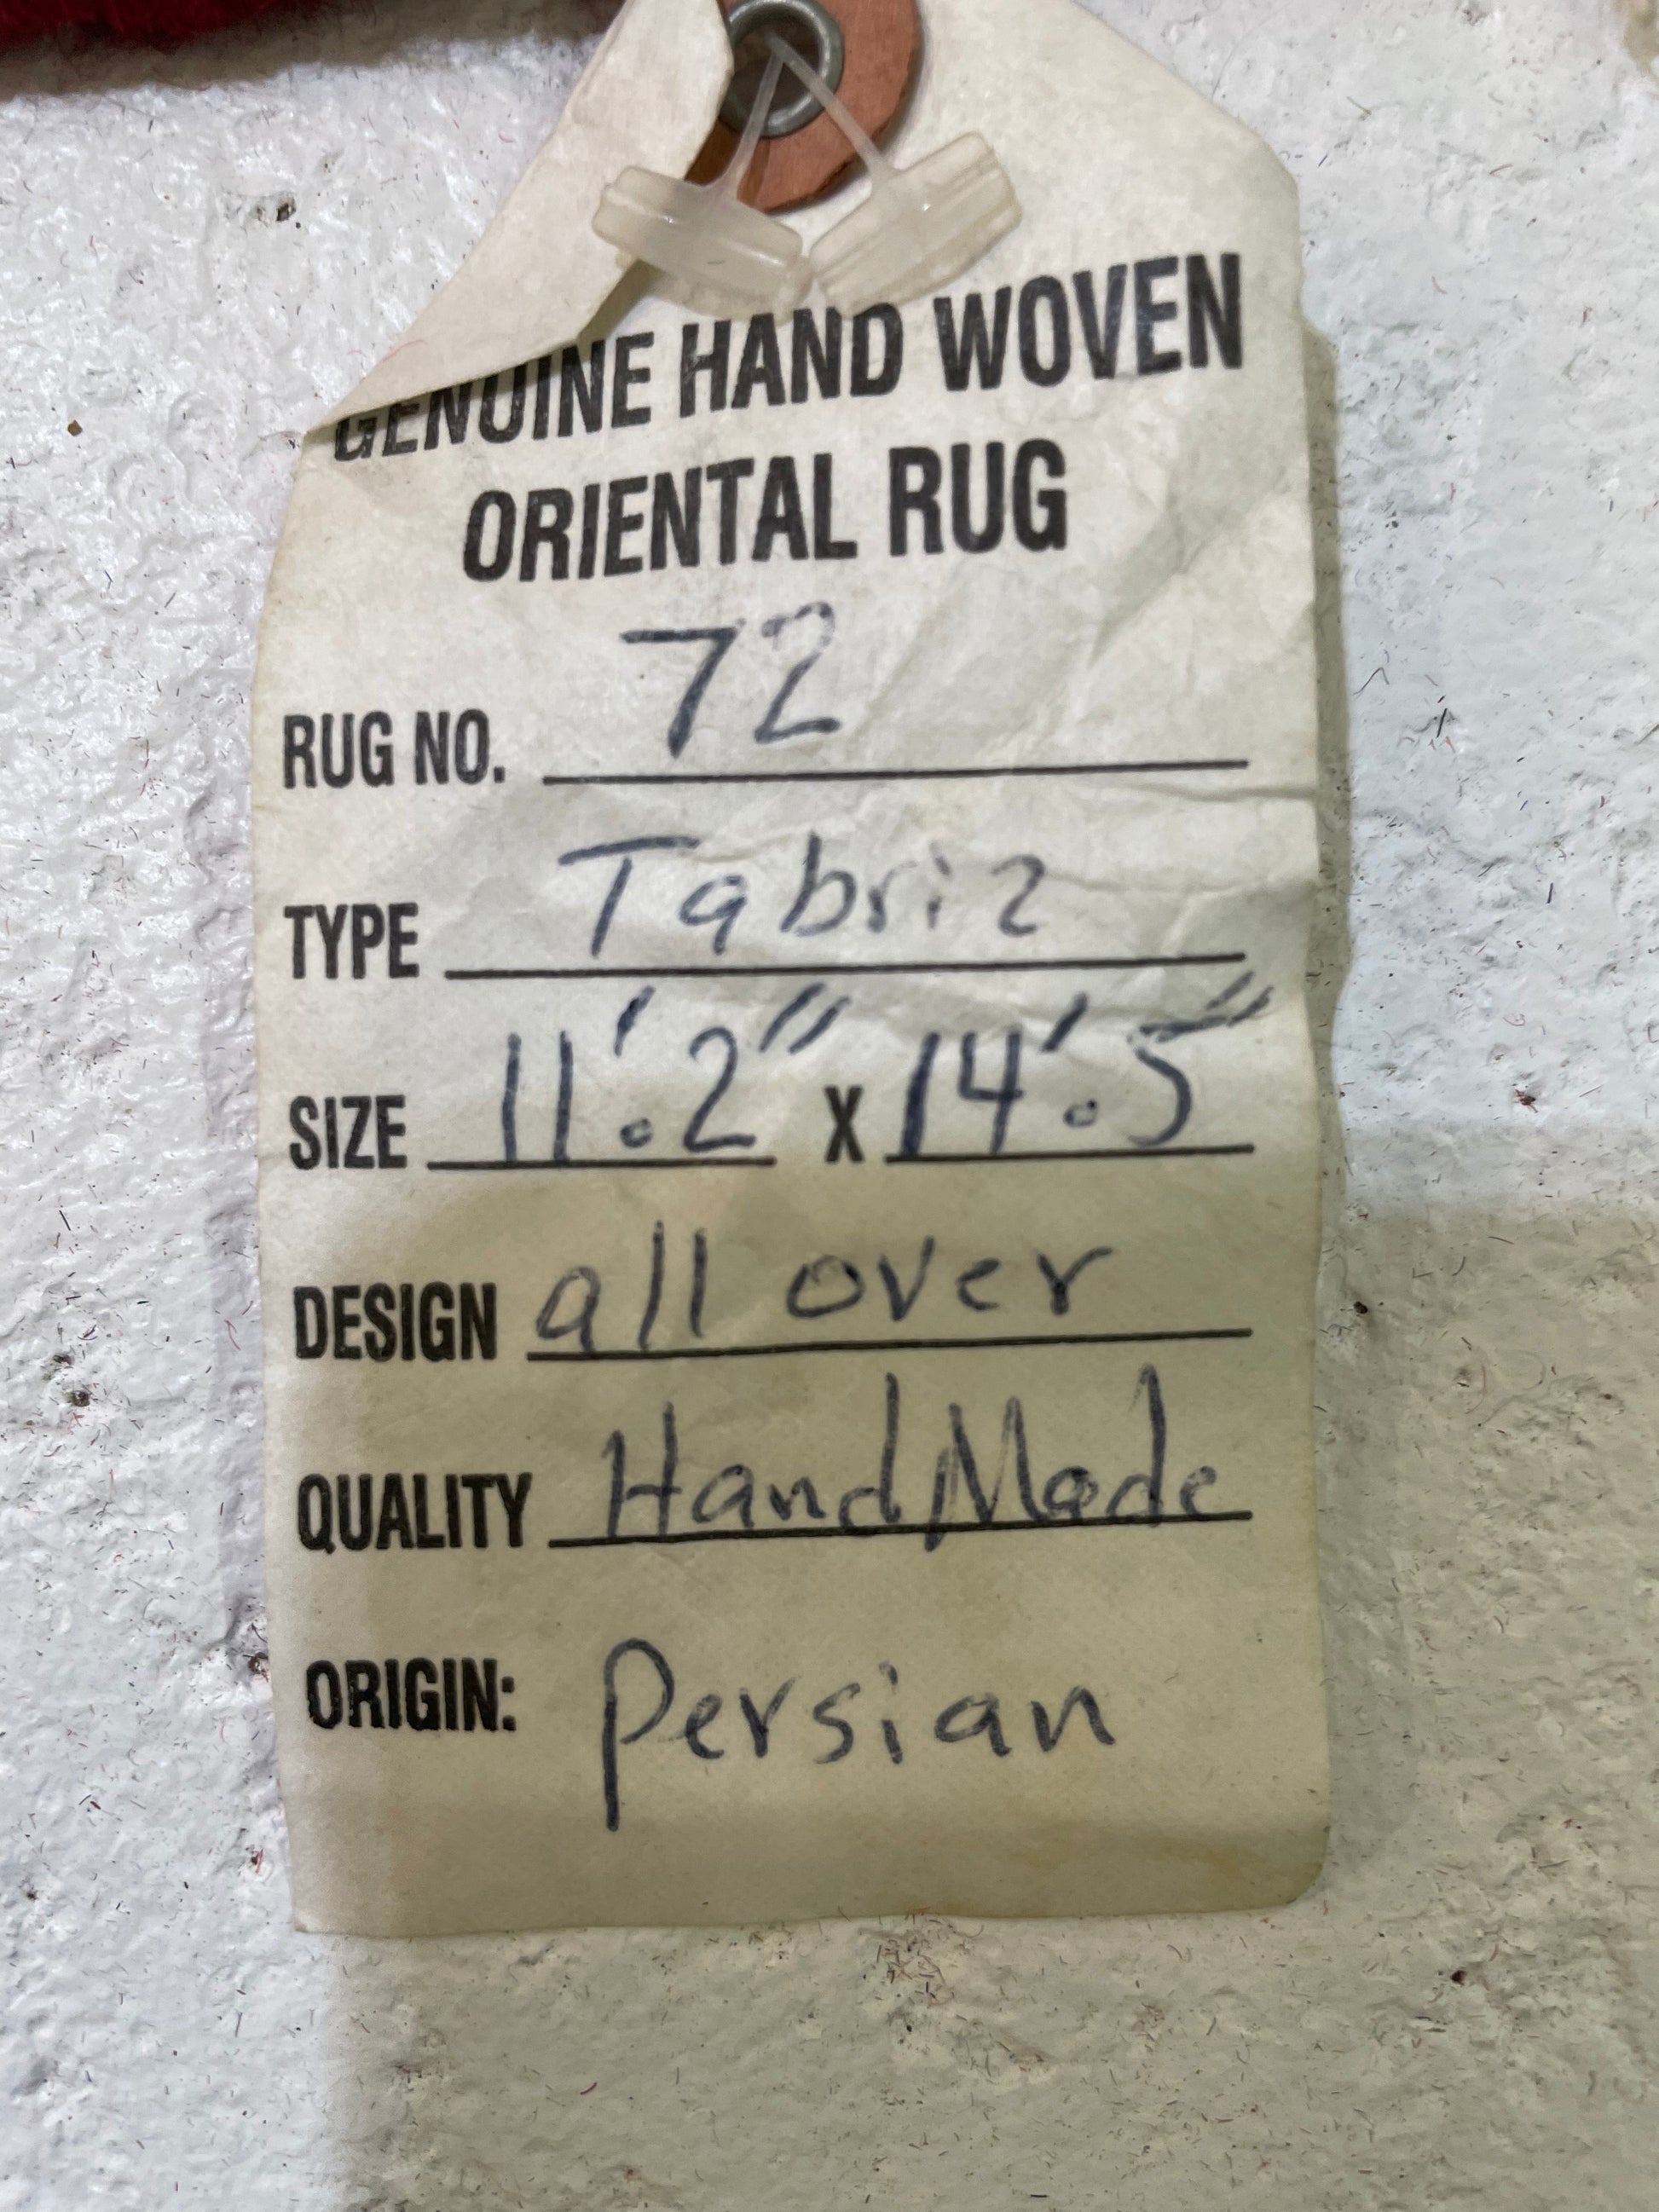 GENUINE HAND WOVEN
ORIENTAL RUG
RUG NO. 72
TYPE Tabriz
SIZE 11'.2" X 14'.5"
DESIGN all over
QUALITY Hand Made
ORIGIN: Persian